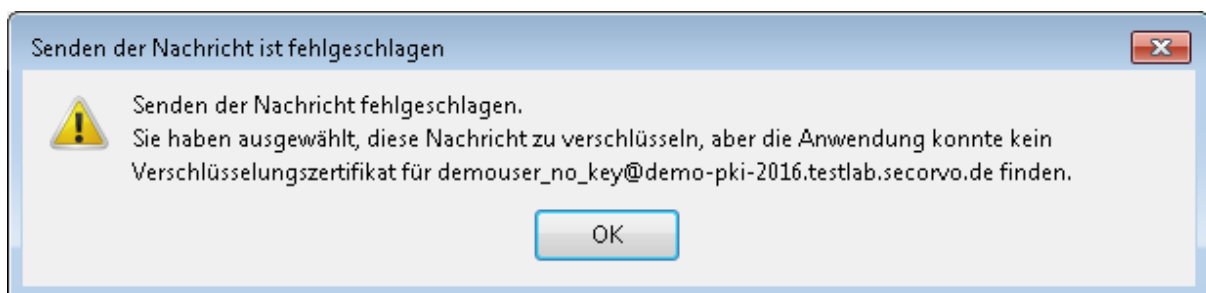 Senden der Nachricht ist fehlgeschlagen
Senden der Nachricht fehlgeschlagen.
Sie haben ausgewählt, diese Nachricht zu verschlüsseln, aber die Anwendung konnte kein
Verschlüsselungszertifikat für demouser_no_key@demo-pki-2016.testlab.secorvo.de finden.
OK